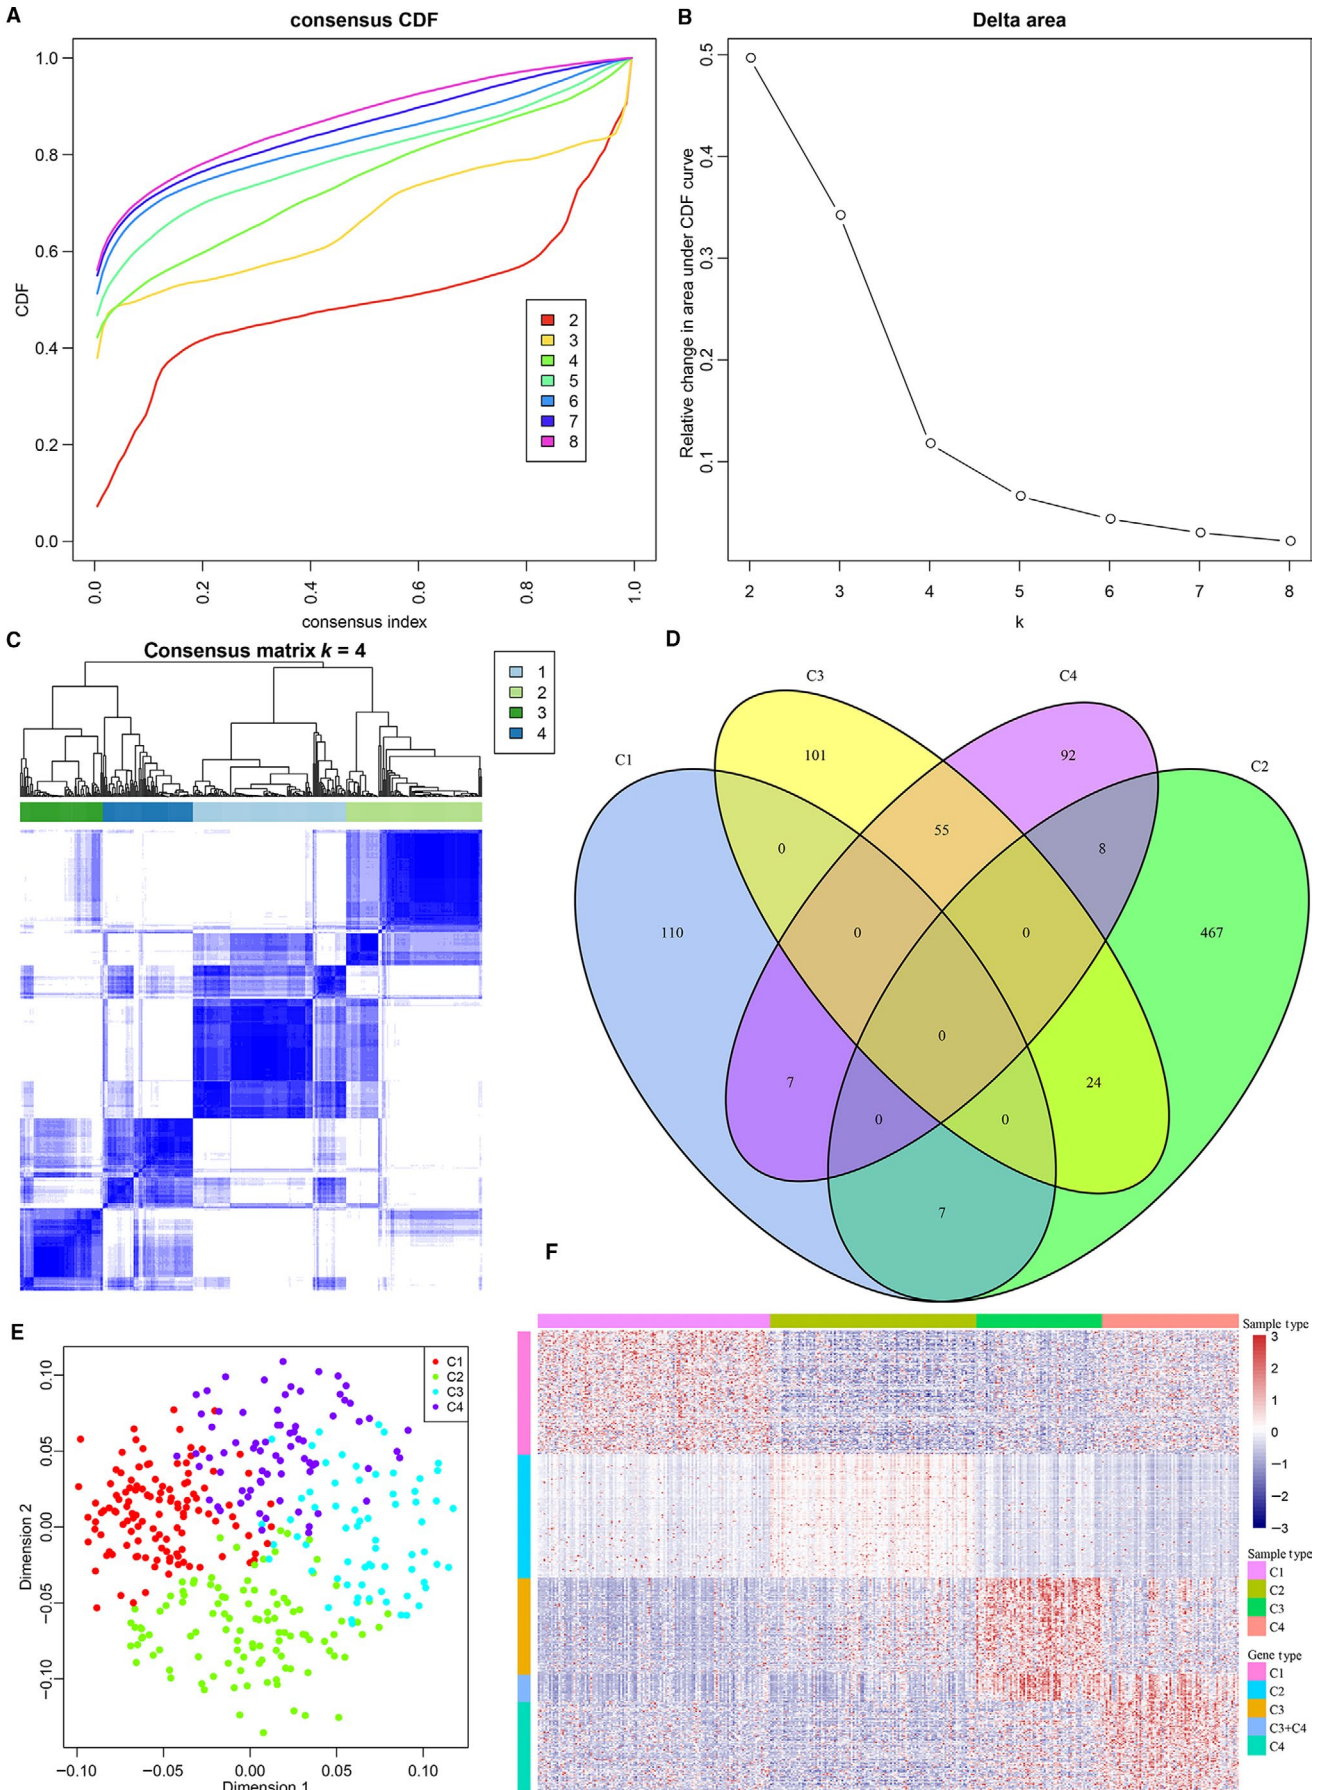 A
consensus CDF
CDF
1.0
0.8
0.6
0.4
0.2
0.0
2
3
4
5
6
7
8
0.0
0.2
0.4
0.6
0.8
1.0
consensus index
B
Delta area
Relative change in area under CDF curve
0.5
0.4
0.3
0.2
0.1
2
3
4
5
6
7
8
k
C
Consensus matrix k = 4
1
2
3
4
D
C1
C3
C4
C2
101
92
0
55
8
110
0
0
467
0
7
24
0
0
7
E
C1
C2
C3
C4
Dimension 2
0.10
0.05
0.00
−0.05
−0.10
−0.10
−0.05
0.00
0.05
0.10
Dimension 1
F
Sample type
3
2
1
0
−1
−2
−3
Sample type
C1
C2
C3
C4
Gene type
C1
C2
C3
C3+C4
C4